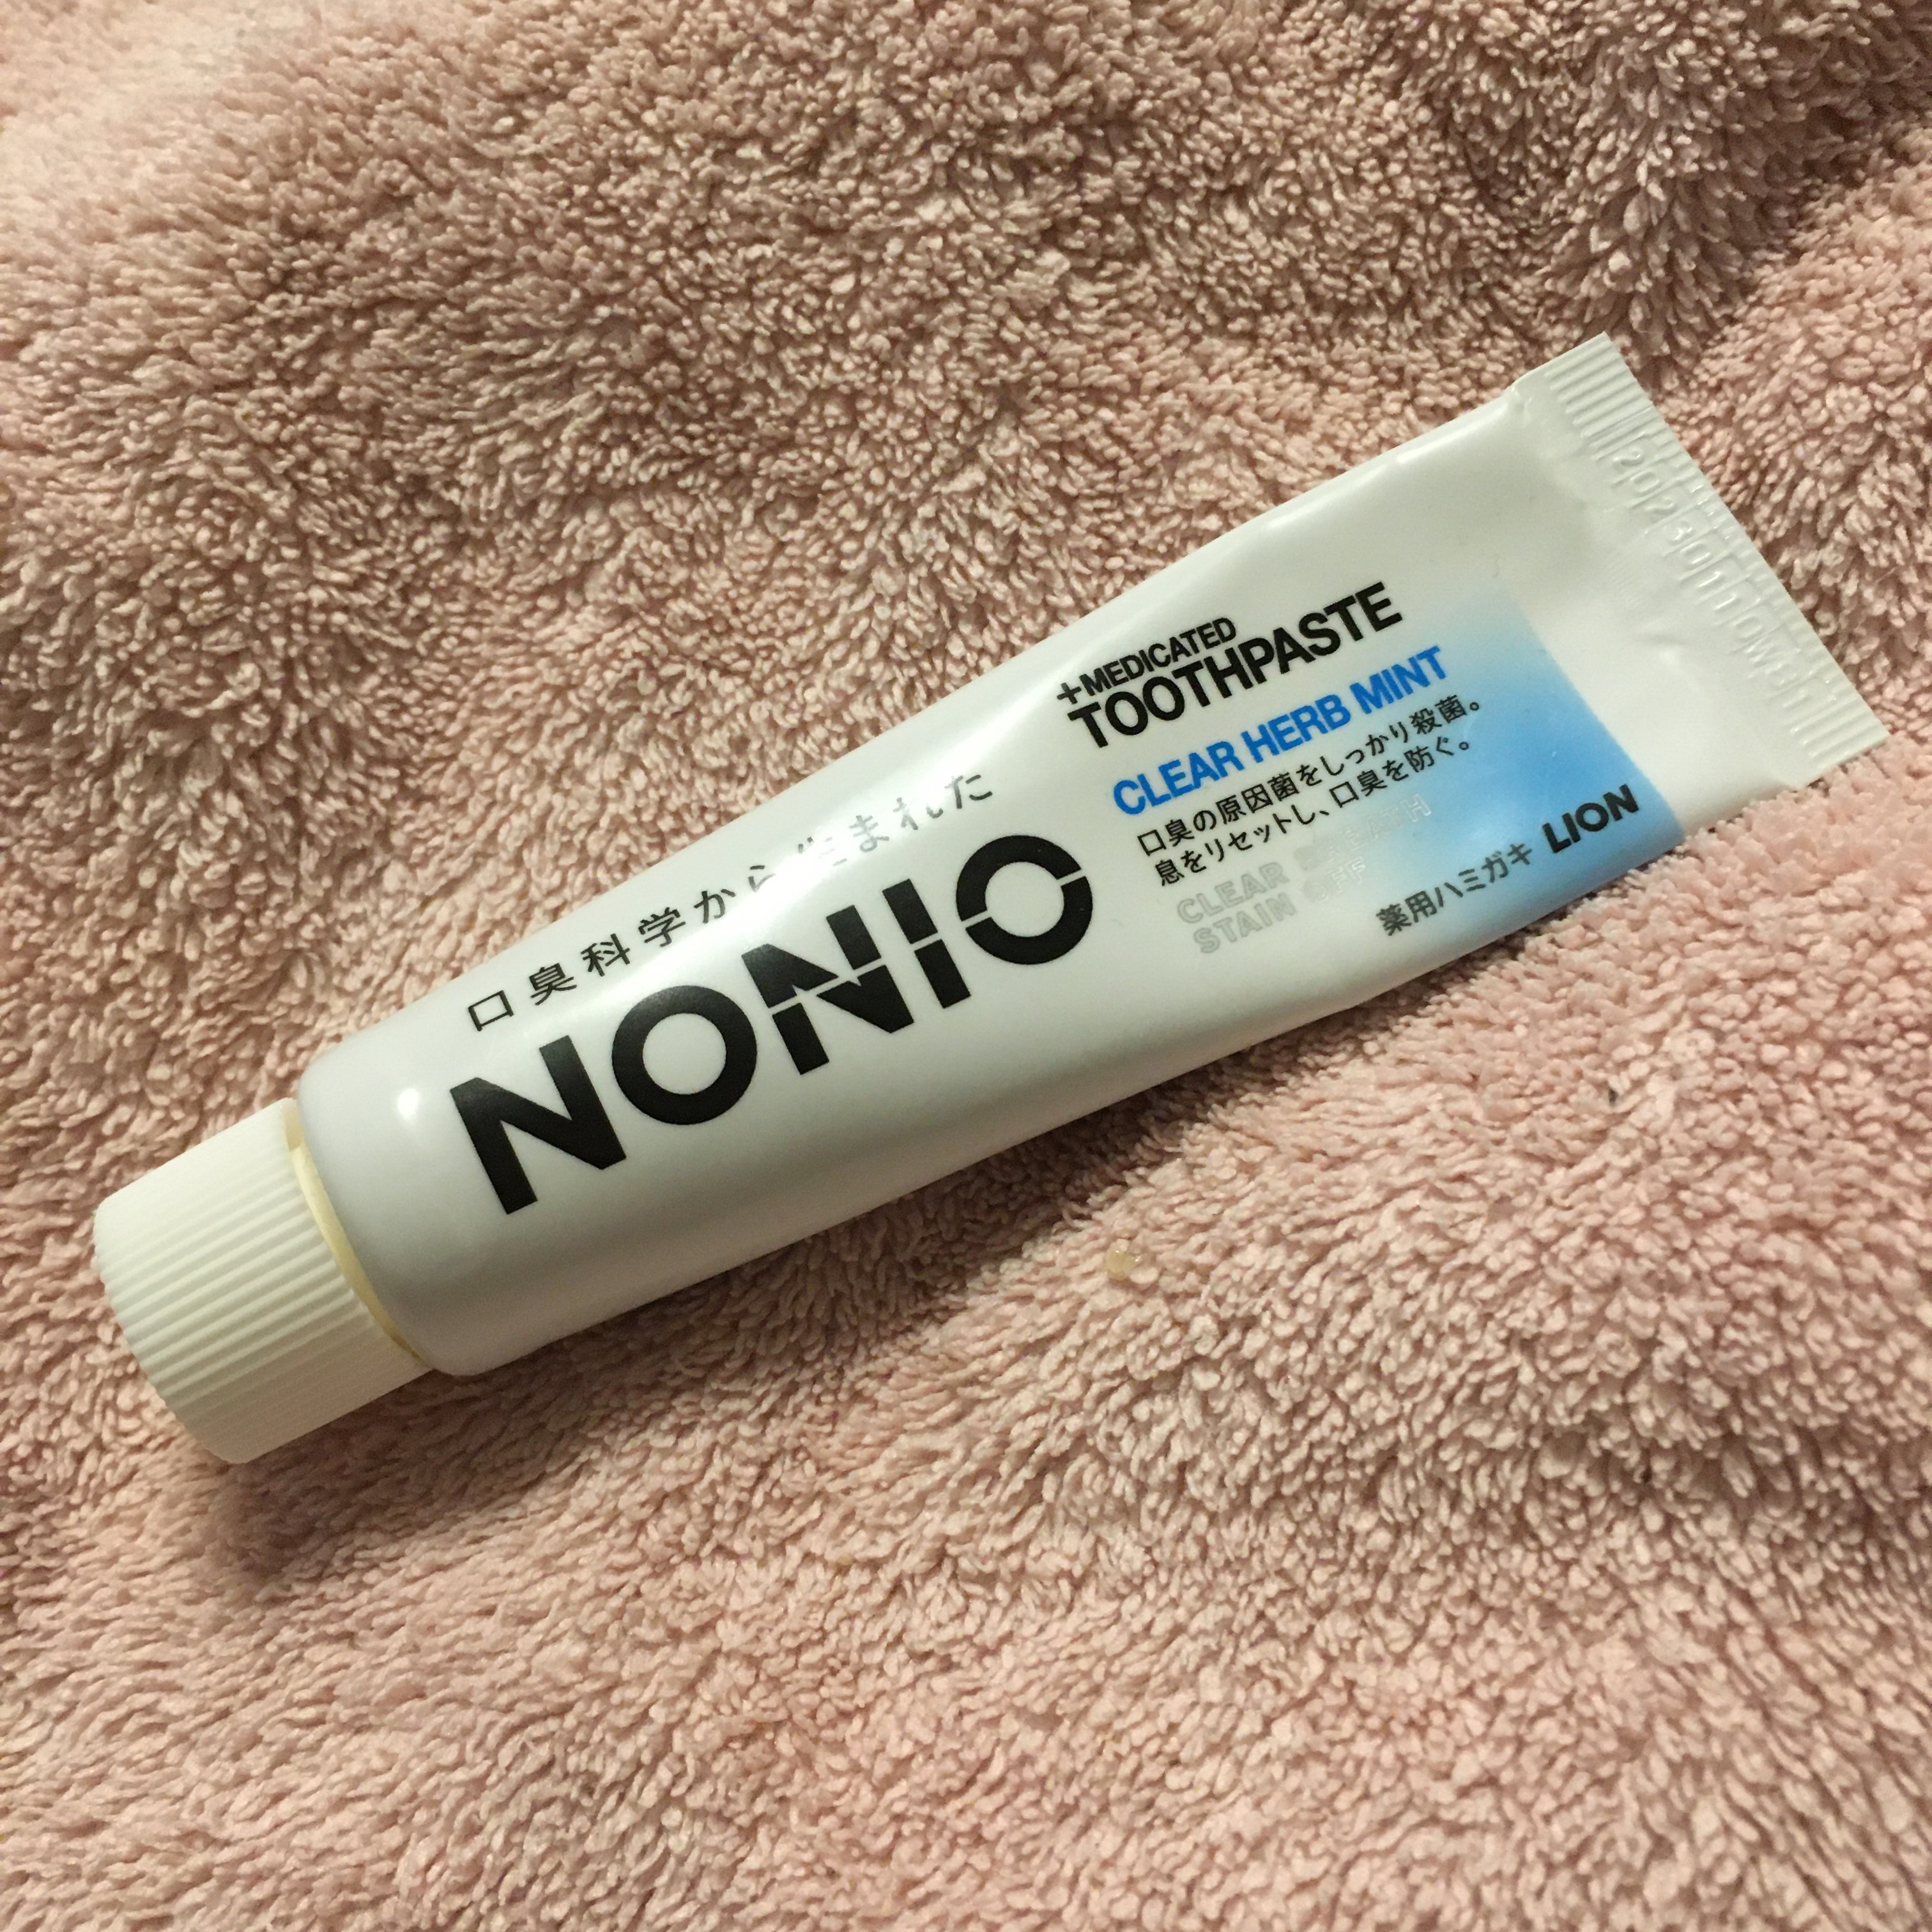 口臭科学から生まれた
NONIO
+MEDICATED
TOOTHPASTE
CLEAR HERB MINT
口臭の原因菌をしっかり殺菌。
息をリセットし、口臭を防ぐ。
CLEAR BREATH
STAIN OFF
薬用ハミガキ LION